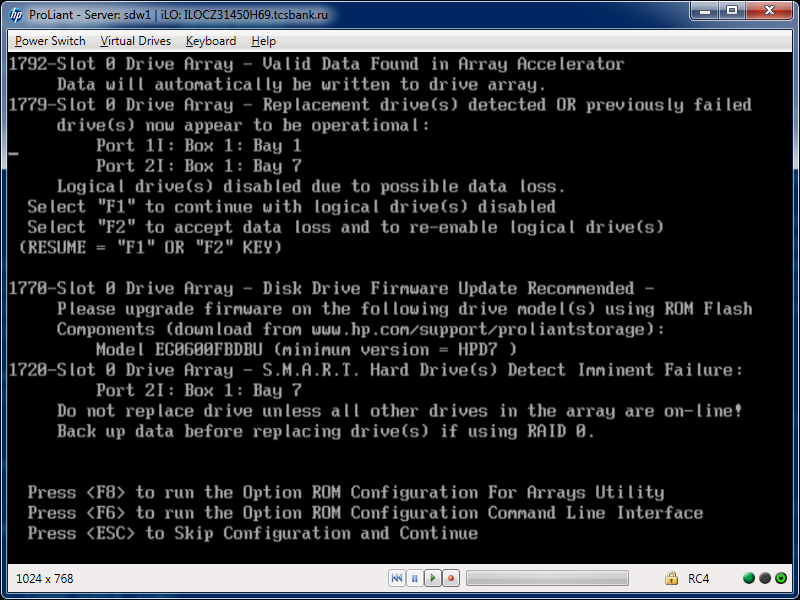 ProLiant - Server: sdw1 | iLO: ILOCZ31450H69.tcsbank.ru
Power Switch Virtual Drives Keyboard Help
1792-Slot 0 Drive Array - Valid Data Found in Array Accelerator
Data will automatically be written to drive array.
1779-Slot 0 Drive Array - Replacement drive(s) detected OR previously failed
drive(s) now appear to be operational:
Port 1I: Box 1: Bay 1
Port 2I: Box 1: Bay 7
Logical drive(s) disabled due to possible data loss.
Select "F1" to continue with logical drive(s) disabled
Select "F2" to accept data loss and to re-enable logical drive(s)
(RESUME = "F1" OR "F2" KEY)
1770-Slot 0 Drive Array - Disk Drive Firmware Update Recommended -
Please upgrade firmware on the following drive model(s) using ROM Flash
Components (download from www.hp.com/support/proliantstorage):
Model EG0600FBDBU (minimum version = HPD7 )
1720-Slot 0 Drive Array - S.M.A.R.T. Hard Drive(s) Detect Imminent Failure:
Port 2I: Box 1: Bay 7
Do not replace drive unless all other drives in the array are on-line!
Back up data before replacing drive(s) if using RAID 0.
Press <F8> to run the Option ROM Configuration For Arrays Utility
Press <F6> to run the Option ROM Configuration Command Line Interface
Press <ESC> to Skip Configuration and Continue
1024 x 768 RC4